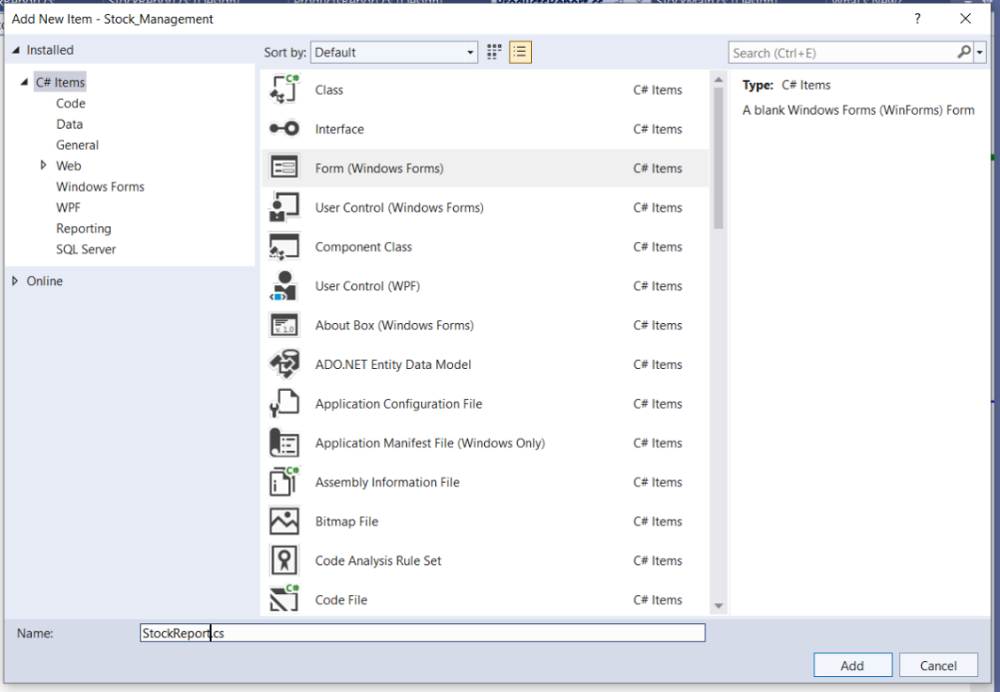 Add New Item - Stock_Management
?
Installed
Sort by: Default
Search (Ctrl+E)
C# Items
Code
Data
General
Web
Windows Forms
WPF
Reporting
SQL Server
Online
Class C# Items
Interface C# Items
Form (Windows Forms) C# Items
User Control (Windows Forms) C# Items
Component Class C# Items
User Control (WPF) C# Items
About Box (Windows Forms) C# Items
ADO.NET Entity Data Model C# Items
Application Configuration File C# Items
Application Manifest File (Windows Only) C# Items
Assembly Information File C# Items
Bitmap File C# Items
Code Analysis Rule Set C# Items
Code File C# Items
Type: C# Items
A blank Windows Forms (WinForms) Form
Name: StockReport.cs
Add Cancel